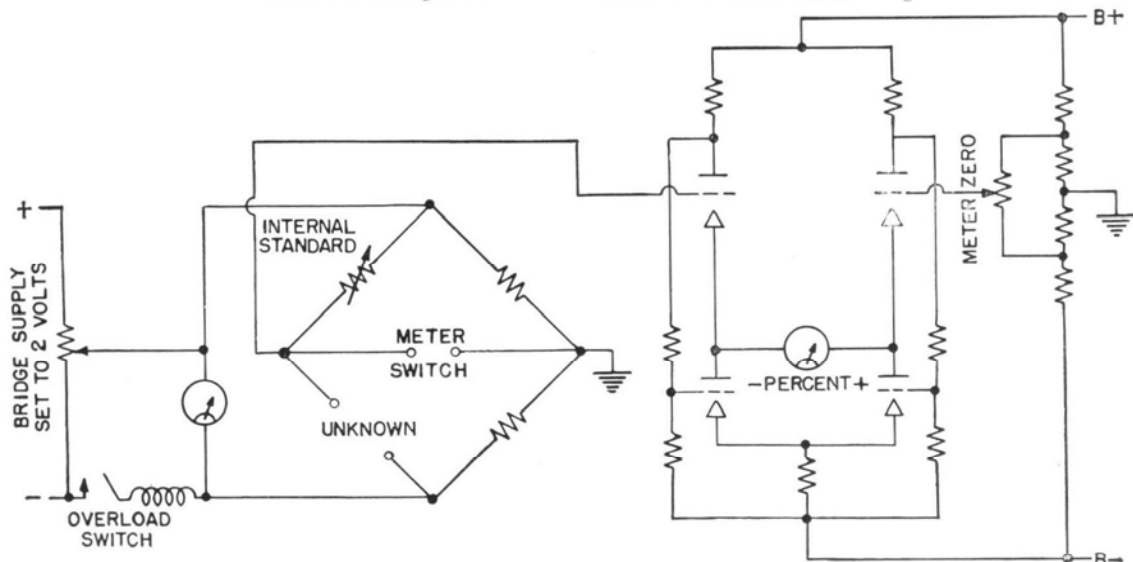 B+
METER ZERO
+
INTERNAL
STANDARD
BRIDGE SUPPLY
SET TO 2 VOLTS
METER
SWITCH
-PERCENT+
UNKNOWN
-
OVERLOAD
SWITCH
B-